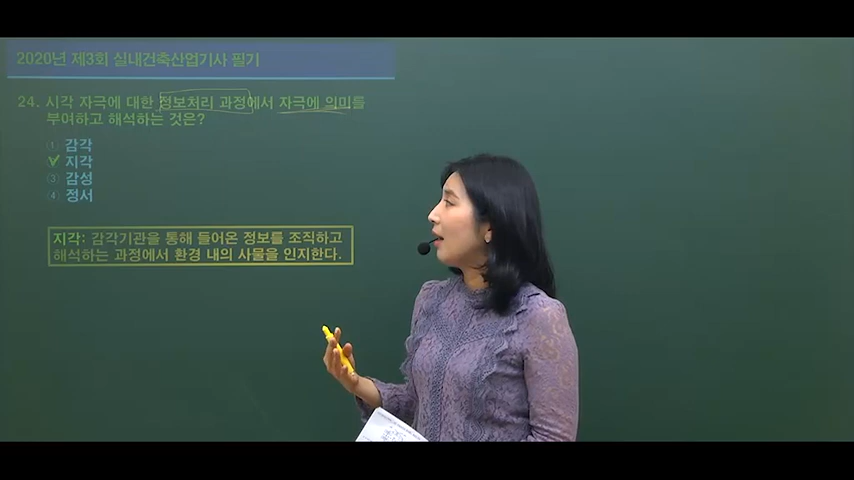 2020년 제3회 실내건축산업기사 필기
24. 시각 자극에 대한 정보처리 과정에서 자극에 의미를
부여하고 해석하는 것은?
① 감각
✓ 지각
③ 감성
④ 정서
지각: 감각기관을 통해 들어온 정보를 조직하고
해석하는 과정에서 환경 내의 사물을 인지한다.